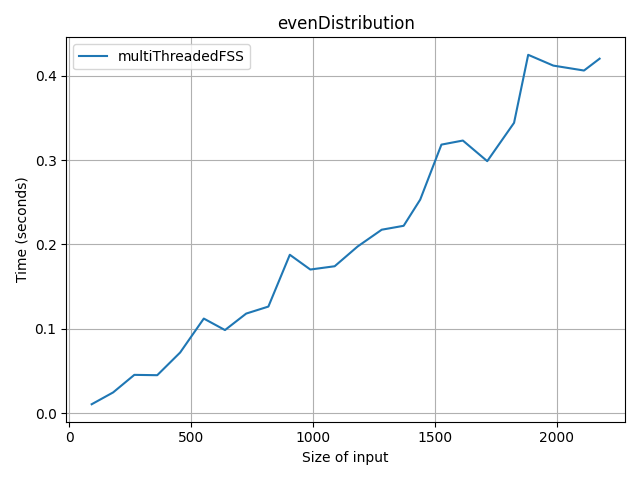 evenDistribution
multiThreadedFSS
Time (seconds)
0.4
0.3
0.2
0.1
0.0
0 500 1000 1500 2000
Size of input